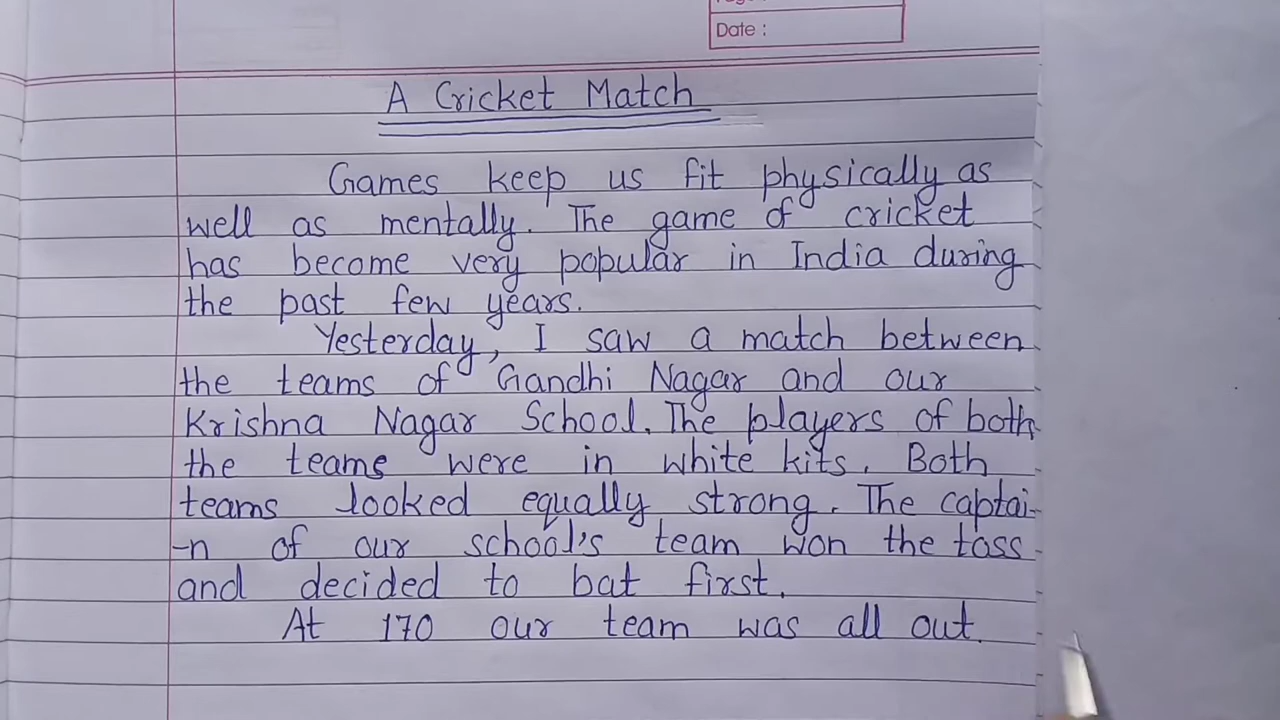 Date :
A Cricket Match
Games keep us fit physically as
well as mentally. The game of cricket
has become very popular in India during
the past few years.
Yesterday, I saw a match between
the teams of Gandhi Nagar and our
Krishna Nagar School. The players of both
the teams were in white kits. Both
teams looked equally strong. The captai-
-n of our school's team won the toss
and decided to bat first.
At 170 our team was all out.